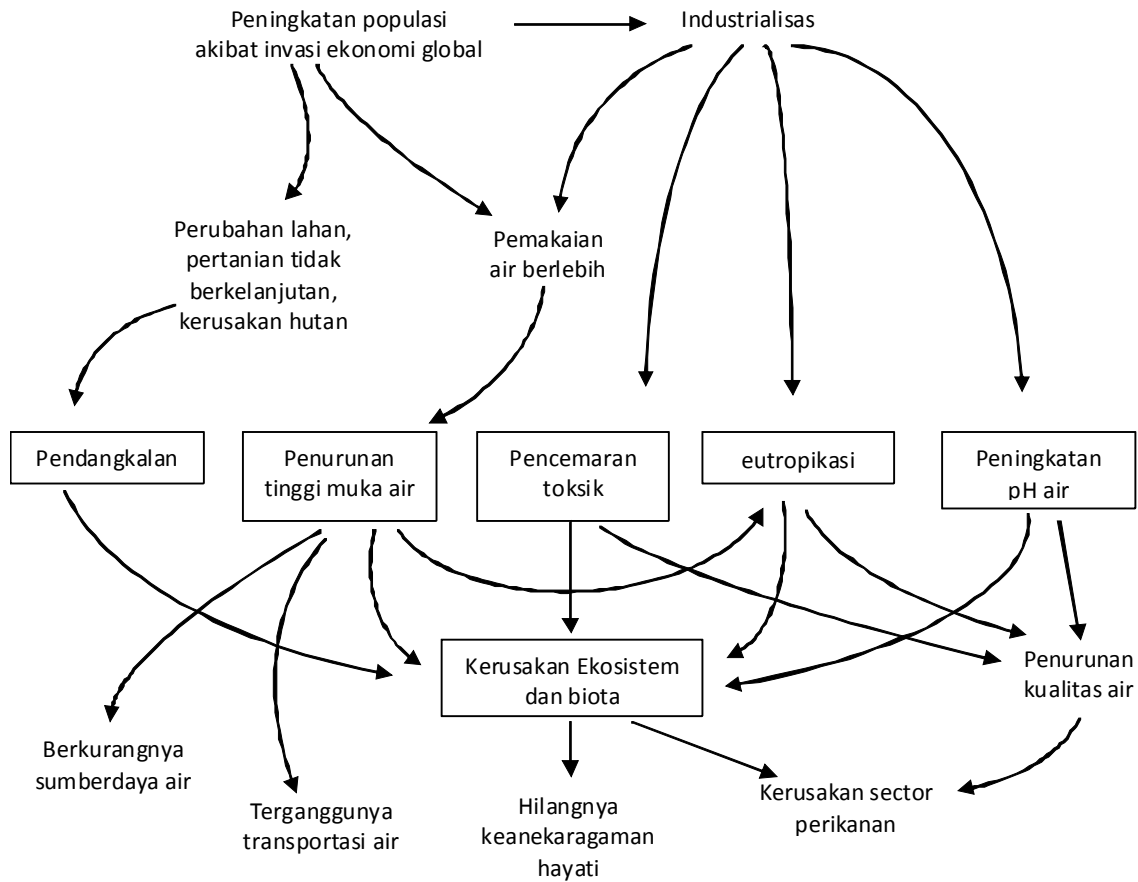 Peningkatan populasi
akibat invasi ekonomi global
Industrialisas
Perubahan lahan,
pertanian tidak
berkelanjutan,
kerusakan hutan
Pemakaian
air berlebih
Pendangkalan
Penurunan
tinggi muka air
Pencemaran
toksik
eutropikasi
Peningkatan
pH air
Kerusakan Ekosistem
dan biota
Penurunan
kualitas air
Berkurangnya
sumberdaya air
Terganggunya
transportasi air
Hilangnya
keanekaragaman
hayati
Kerusakan sector
perikanan